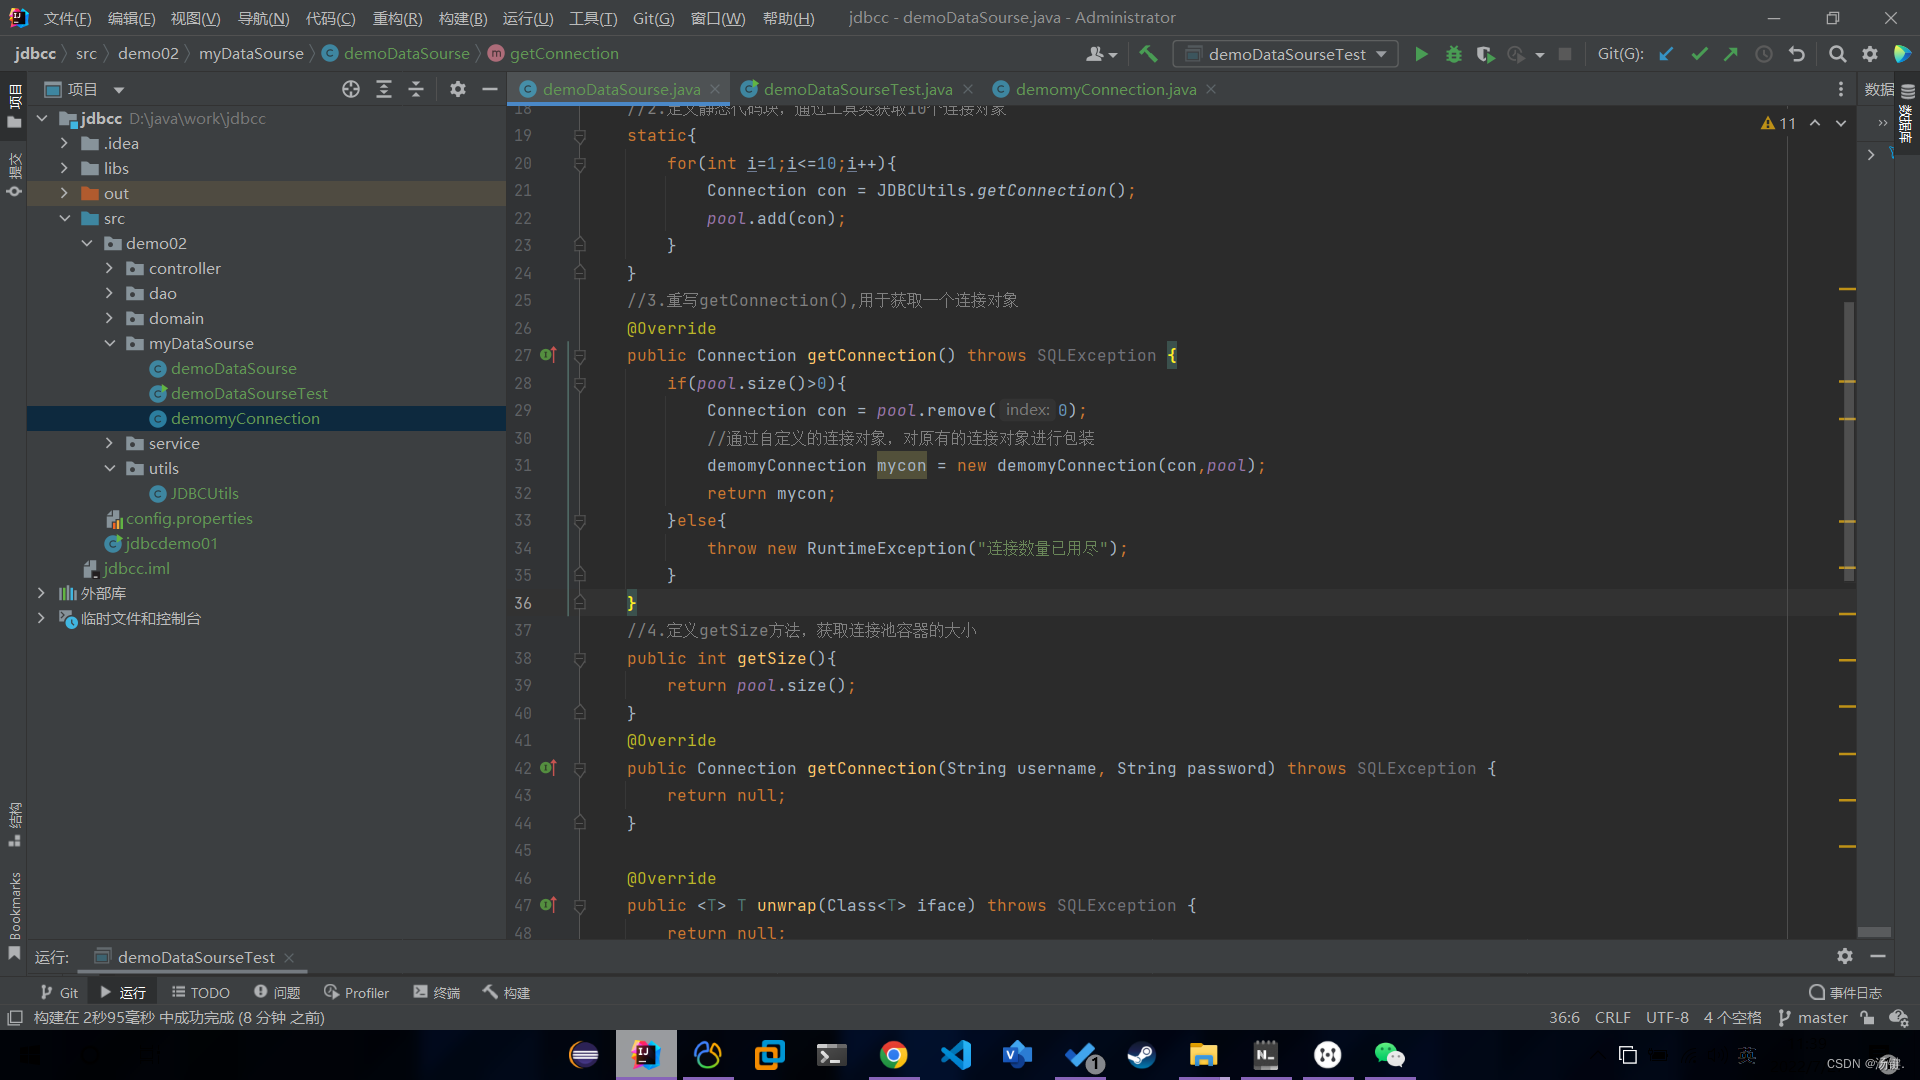 文件(F) 编辑(E) 视图(V) 导航(N) 代码(C) 重构(R) 构建(B) 运行(U) 工具(T) Git(G) 窗口(W) 帮助(H) jdbcc - demoDataSourse.java - Administrator
jdbcc src demo02 myDataSourse demoDataSourse getConnection demoDataSourseTest Git(G):
项目 demoDataSourse.java demoDataSourseTest.java demomyConnection.java 数据
项目
提交
结构
Bookmarks
jdbcc D:\java\work\jdbcc
.idea
libs
out
src
demo02
controller
dao
domain
myDataSourse
demoDataSourse
demoDataSourseTest
demomyConnection
service
utils
JDBCUtils
config.properties
jdbcdemo01
jdbcc.iml
外部库
临时文件和控制台
18 //2.定义静态代码块，通过工具类获取10个连接对象
19 static{
20 for(int i=1;i<=10;i++){
21 Connection con = JDBCUtils.getConnection();
22 pool.add(con);
23 }
24 }
25 //3.重写getConnection(),用于获取一个连接对象
26 @Override
27 public Connection getConnection() throws SQLException {
28 if(pool.size()>0){
29 Connection con = pool.remove( index: 0);
30 //通过自定义的连接对象，对原有的连接对象进行包装
31 demomyConnection mycon = new demomyConnection(con,pool);
32 return mycon;
33 }else{
34 throw new RuntimeException("连接数量已用尽");
35 }
36 }
37 //4.定义getSize方法，获取连接池容器的大小
38 public int getSize(){
39 return pool.size();
40 }
41 @Override
42 public Connection getConnection(String username, String password) throws SQLException {
43 return null;
44 }
45
46 @Override
47 public <T> T unwrap(Class<T> iface) throws SQLException {
48 return null;
11
数据库
运行: demoDataSourseTest
Git 运行 TODO 问题 Profiler 终端 构建 事件日志
构建在 2秒95毫秒 中成功完成 (8 分钟 之前) 36:6 CRLF UTF-8 4 个空格 master
1
英
CSDN @汤键.